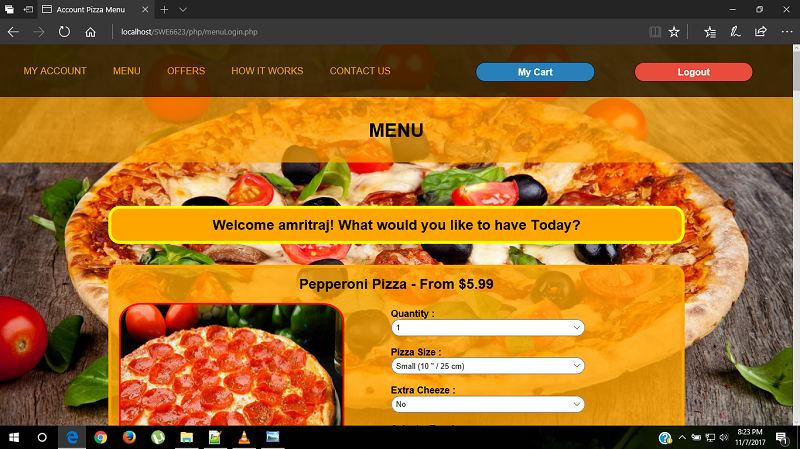 Account Pizza Menu
localhost/SWE6623/php/menuLogin.php
MY ACCOUNT MENU OFFERS HOW IT WORKS CONTACT US My Cart Logout
MENU
Welcome amritraj! What would you like to have Today?
Pepperoni Pizza - From $5.99
Quantity :
1
Pizza Size :
Small (10 " / 25 cm)
Extra Cheeze :
No
8:23 PM
11/7/2017